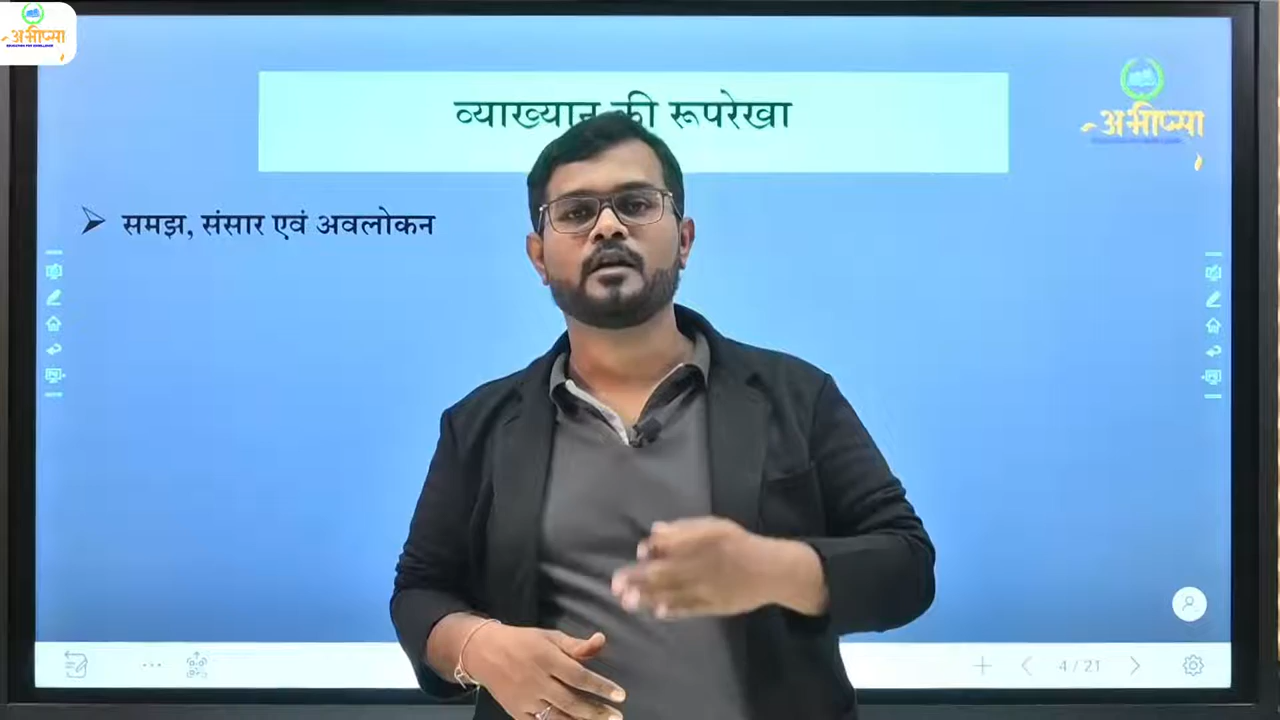 अभीप्सा
व्याख्यान की रूपरेखा
अभीप्सा
समझ, संसार एवं अवलोकन
4 / 21